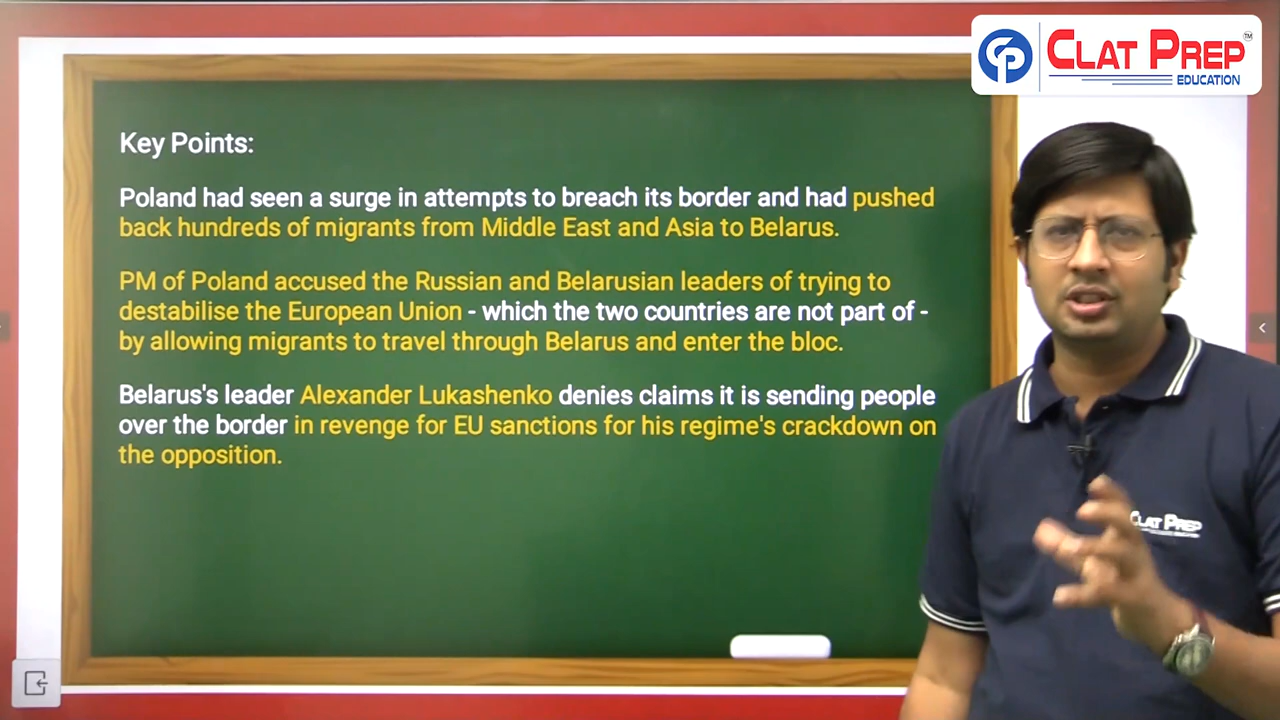 CLAT PREP TM
EDUCATION
Key Points:
Poland had seen a surge in attempts to breach its border and had pushed
back hundreds of migrants from Middle East and Asia to Belarus.
PM of Poland accused the Russian and Belarusian leaders of trying to
destabilise the European Union - which the two countries are not part of -
by allowing migrants to travel through Belarus and enter the bloc.
Belarus's leader Alexander Lukashenko denies claims it is sending people
over the border in revenge for EU sanctions for his regime's crackdown on
the opposition.
CLAT PREP